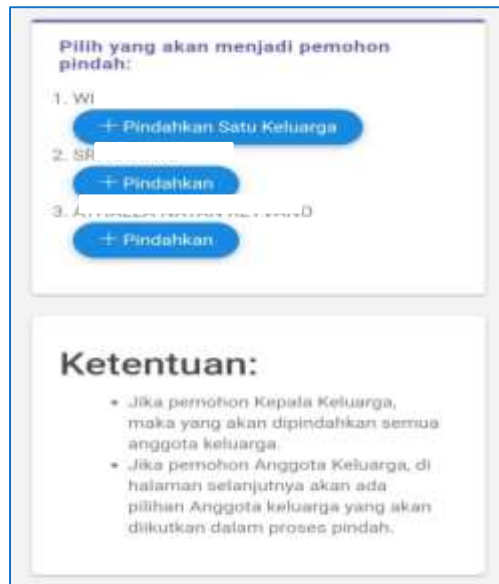 Pilih yang akan menjadi pemohon
pindah:
1. WI
+ Pindahkan Satu Keluarga
2. SR
+ Pindahkan
3.
+ Pindahkan
Ketentuan:
• Jika pemohon Kepala Keluarga,
maka yang akan dipindahkan semua
anggota keluarga.
• Jika pemohon Anggota Keluarga, di
halaman selanjutnya akan ada
pilihan Anggota keluarga yang akan
diikutkan dalam proses pindah.